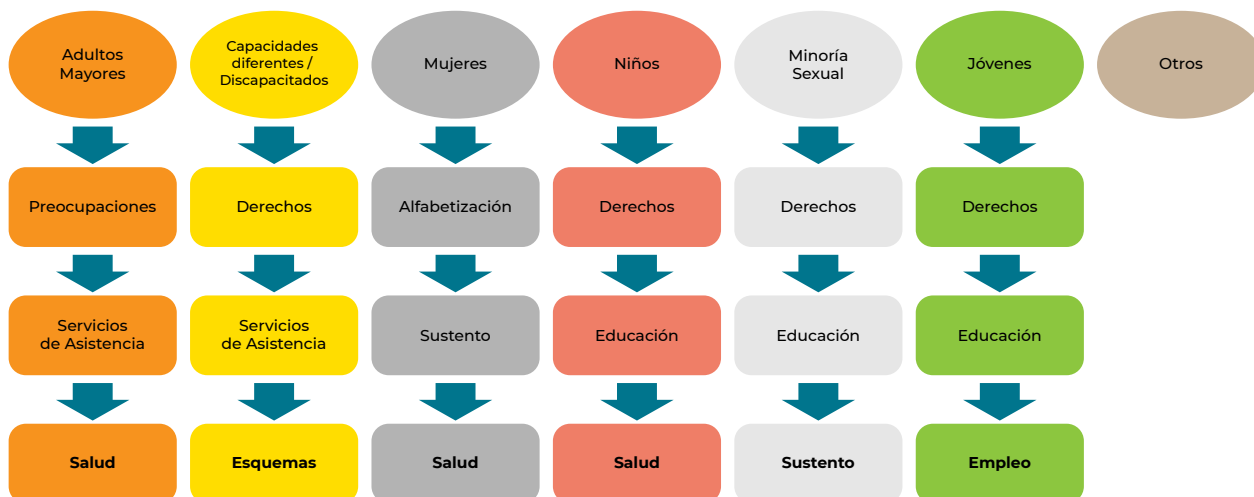 Adultos
Mayores
Capacidades
diferentes /
Discapacitados
Mujeres
Niños
Minoría
Sexual
Jóvenes
Otros
Preocupaciones
Derechos
Alfabetización
Derechos
Derechos
Derechos
Servicios
de Asistencia
Servicios
de Asistencia
Sustento
Educación
Educación
Educación
Salud
Esquemas
Salud
Salud
Sustento
Empleo